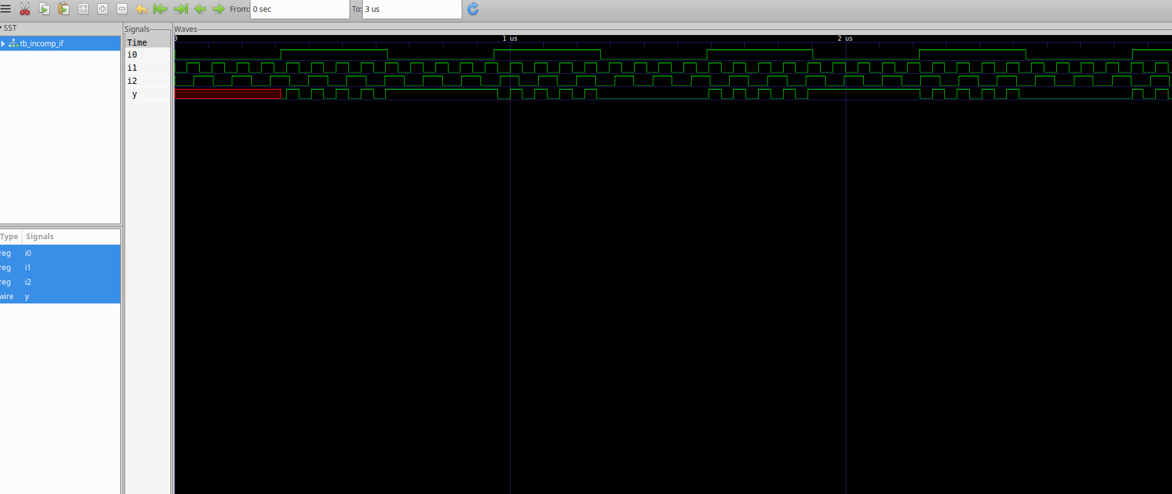 From: 0 sec To: 3 us
SST
tb_incomp_if
Type Signals
reg i0
reg i1
reg i2
wire y
Signals
Time
i0
i1
i2
y
Waves
0 1 us 2 us